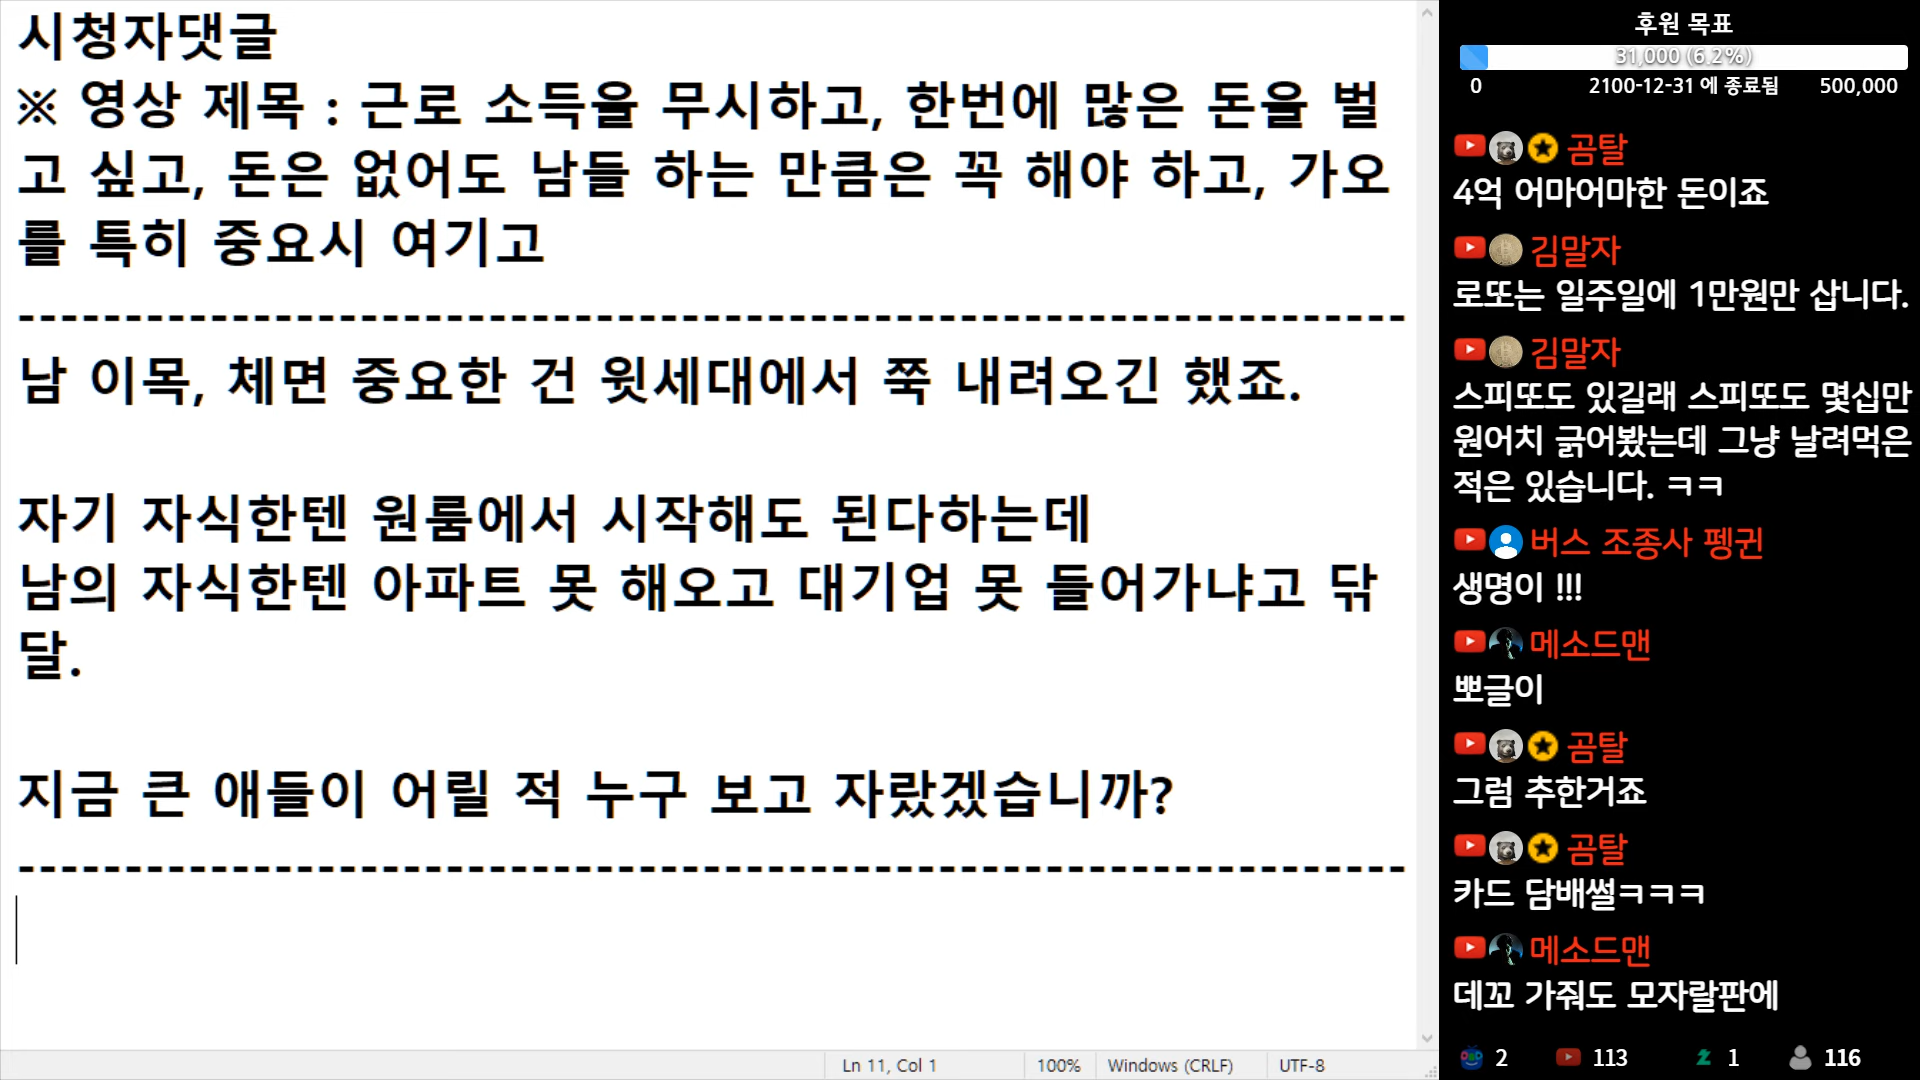 시청자댓글
※ 영상 제목 : 근로 소득을 무시하고, 한번에 많은 돈을 벌
고 싶고, 돈은 없어도 남들 하는 만큼은 꼭 해야 하고, 가오
를 특히 중요시 여기고
------------------------------------------------------------------
남 이목, 체면 중요한 건 윗세대에서 쭉 내려오긴 했죠.
자기 자식한텐 원룸에서 시작해도 된다하는데
남의 자식한텐 아파트 못 해오고 대기업 못 들어가냐고 닦
달.
지금 큰 애들이 어릴 적 누구 보고 자랐겠습니까?
------------------------------------------------------------------
Ln 11, Col 1
100%
Windows (CRLF)
UTF-8
후원 목표
31,000 (6.2%)
0
2100-12-31 에 종료됨
500,000
곰탈
4억 어마어마한 돈이죠
김말자
로또는 일주일에 1만원만 삽니다.
김말자
스피또도 있길래 스피또도 몇십만
원어치 긁어봤는데 그냥 날려먹은
적은 있습니다. ㅋㅋ
버스 조종사 펭귄
생명이 !!!
메소드맨
뽀글이
곰탈
그럼 추한거죠
곰탈
카드 담배썰ㅋㅋㅋ
메소드맨
데꼬 가줘도 모자랄판에
2
113
1
116